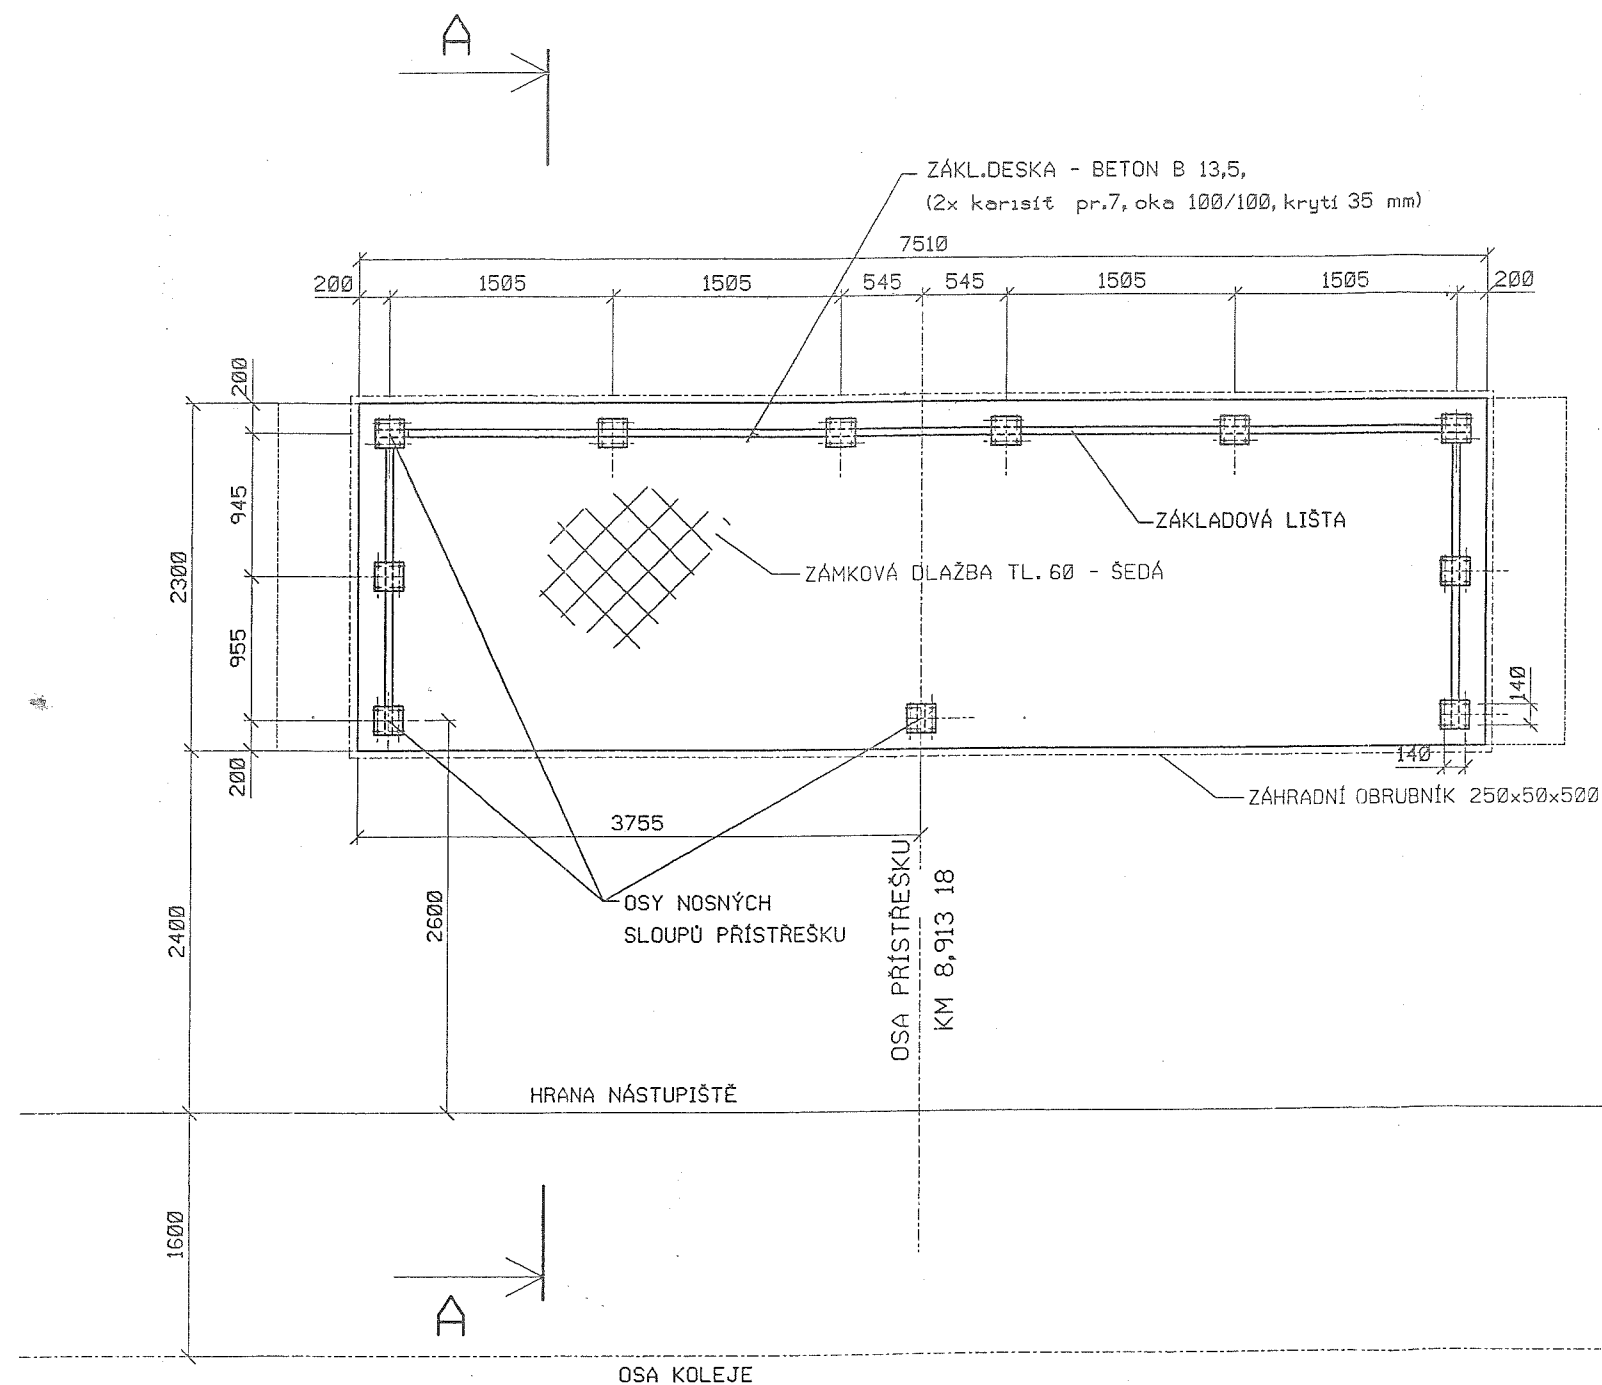 A
ZÁKL.DESKA - BETON B 13,5,
(2x karisít pr.7, oka 100/100, krytí 35 mm)
7510
200 1505 1505 545 545 1505 1505 200
200
945
2300
955
200
ZÁKLADOVÁ LIŠTA
ZÁMKOVÁ DLAŽBA TL. 60 - ŠEDÁ
140
140
ZÁHRADNÍ OBRUBNÍK 250x50x500
3755
OSY NOSNÝCH
SLOUPŮ PŘÍSTŘEŠKU
2600
2400
OSA PŘÍSTŘEŠKU
KM 8,913 18
HRANA NÁSTUPIŠTĚ
1600
A
OSA KOLEJE